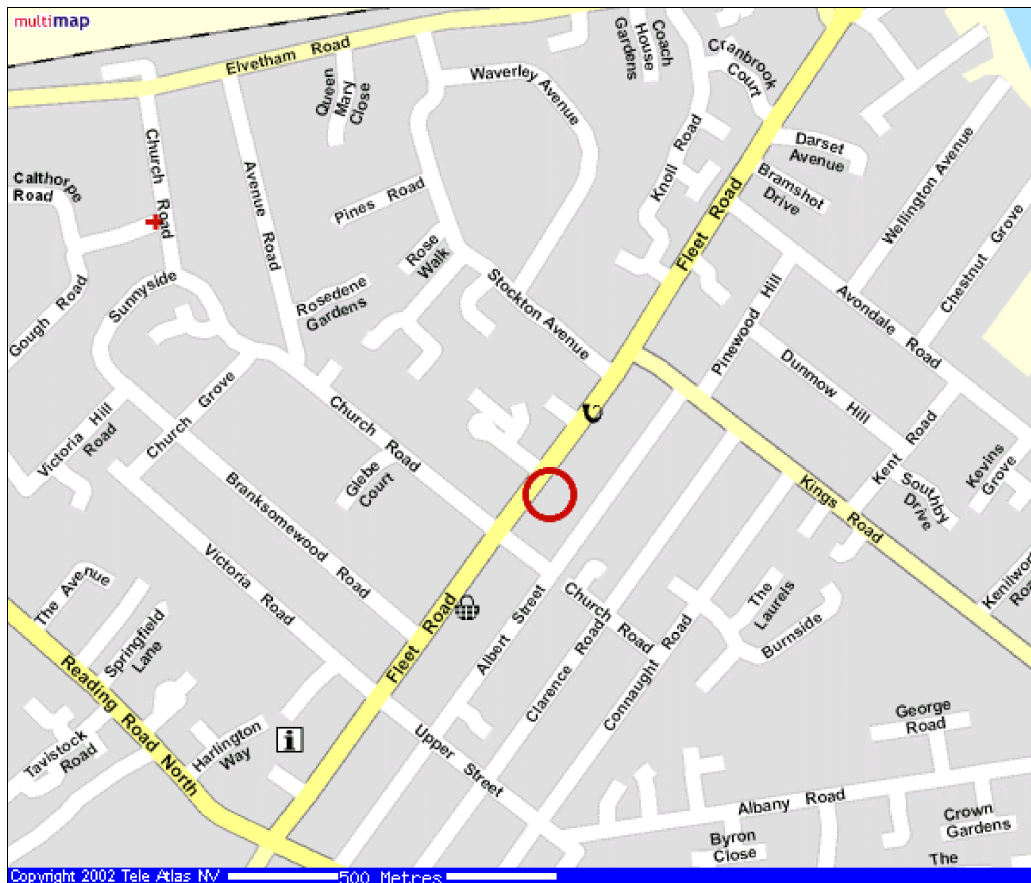 multimap
Elvetham Road
Queen
Mary
Close
Coach
House
Gardens
Cranbrook
Court
Waverley Avenue
Church Road
Avenue Road
Calthorpe
Road
Pines Road
Rose
Walk
Knoll Road
Darset
Avenue
Bramshot
Drive
Fleet Road
Wellington Avenue
Chestnut Grove
Gough Road
Sunnyside
Rosedene
Gardens
Stockton Avenue
Pinewood Hill
Avondale Road
Dunmow Hill
Victoria Hill
Road
Church Grove
Church Road
Glebe
Court
Kent Road
Kevins
Grove
Southby
Drive
Kings Road
Branksomewood Road
Victoria Road
The Avenue
Springfield
Lane
Fleet Road
Albert Street
Church Road
Clarence Road
Connaught Road
The
Laurels
Burnside
Kenilwor
Roa
Reading Road North
Tavistock
Road
Harlington
Way
i
Upper Street
George
Road
Albany Road
Byron
Close
Crown
Gardens
The
Copyright 2002 Tele Atlas NV
500 Metres